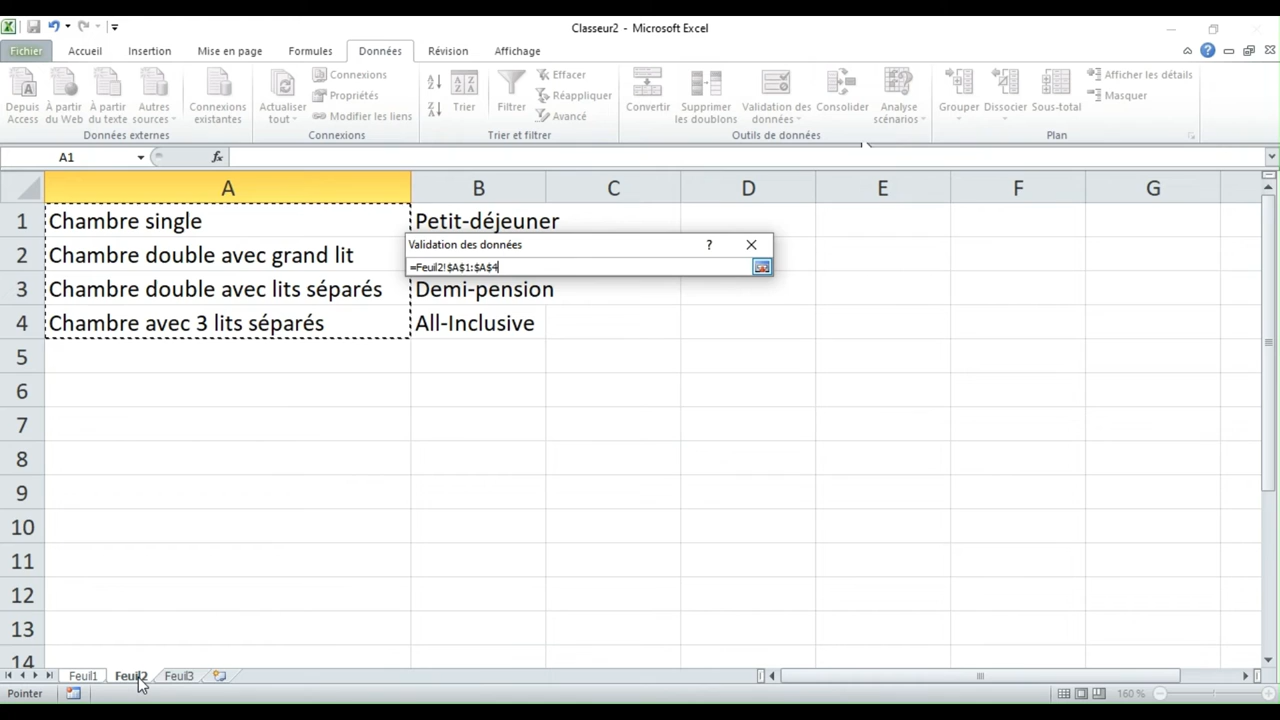 Classeur2 - Microsoft Excel
Fichier Accueil Insertion Mise en page Formules Données Révision Affichage
Depuis Access
À partir du Web
À partir du texte
Autres sources
Connexions existantes
Données externes
Actualiser tout
Connexions
Propriétés
Modifier les liens
Connexions
Trier
Filtrer
Effacer
Réappliquer
Avancé
Trier et filtrer
Convertir
Supprimer les doublons
Validation des données
Consolider
Analyse scénarios
Outils de données
Grouper
Dissocier
Sous-total
Afficher les détails
Masquer
Plan
A1 fx
A B C D E F G
1 Chambre single Petit-déjeuner
2 Chambre double avec grand lit
Validation des données ?
=Feuil2!$A$1:$A$4
3 Chambre double avec lits séparés Demi-pension
4 Chambre avec 3 lits séparés All-Inclusive
5
6
7
8
9
10
11
12
13
14
Feuil1 Feuil2 Feuil3
Pointer 160 %